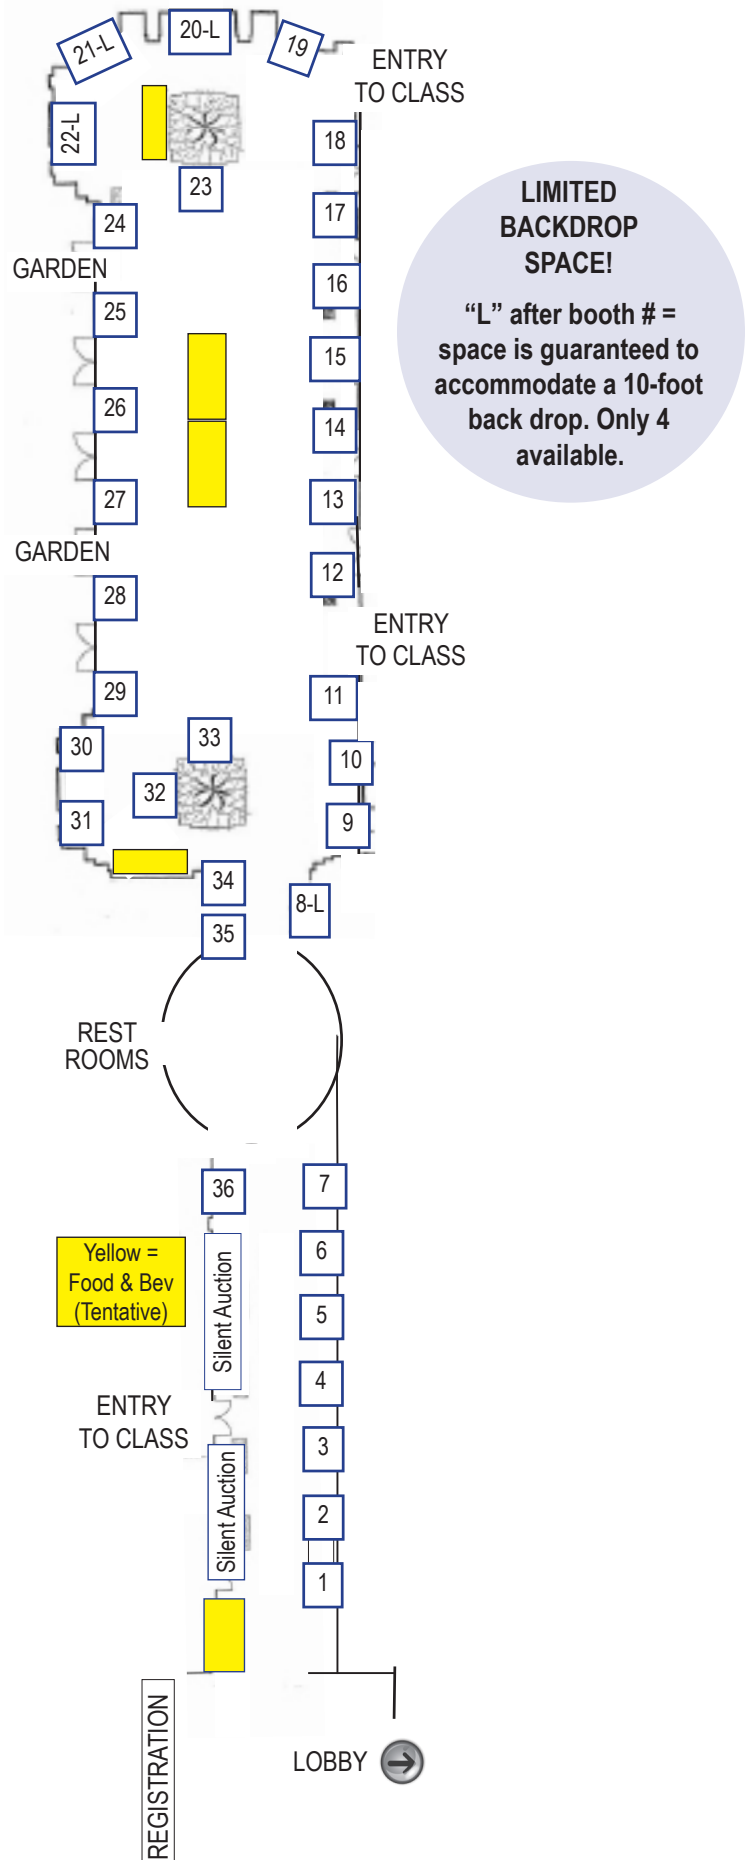 20-L
21-L
19
ENTRY
TO CLASS
22-L
18
23
17
24
LIMITED
BACKDROP
SPACE!
“L” after booth # =
space is guaranteed to
accommodate a 10-foot
back drop. Only 4
available.
GARDEN
16
25
15
26
14
27
13
GARDEN
12
28
ENTRY
TO CLASS
29
11
30
33
10
32
31
9
34
8-L
35
REST
ROOMS
36
7
Yellow =
Food & Bev
(Tentative)
Silent Auction
6
5
4
ENTRY
TO CLASS
3
Silent Auction
2
1
REGISTRATION
LOBBY